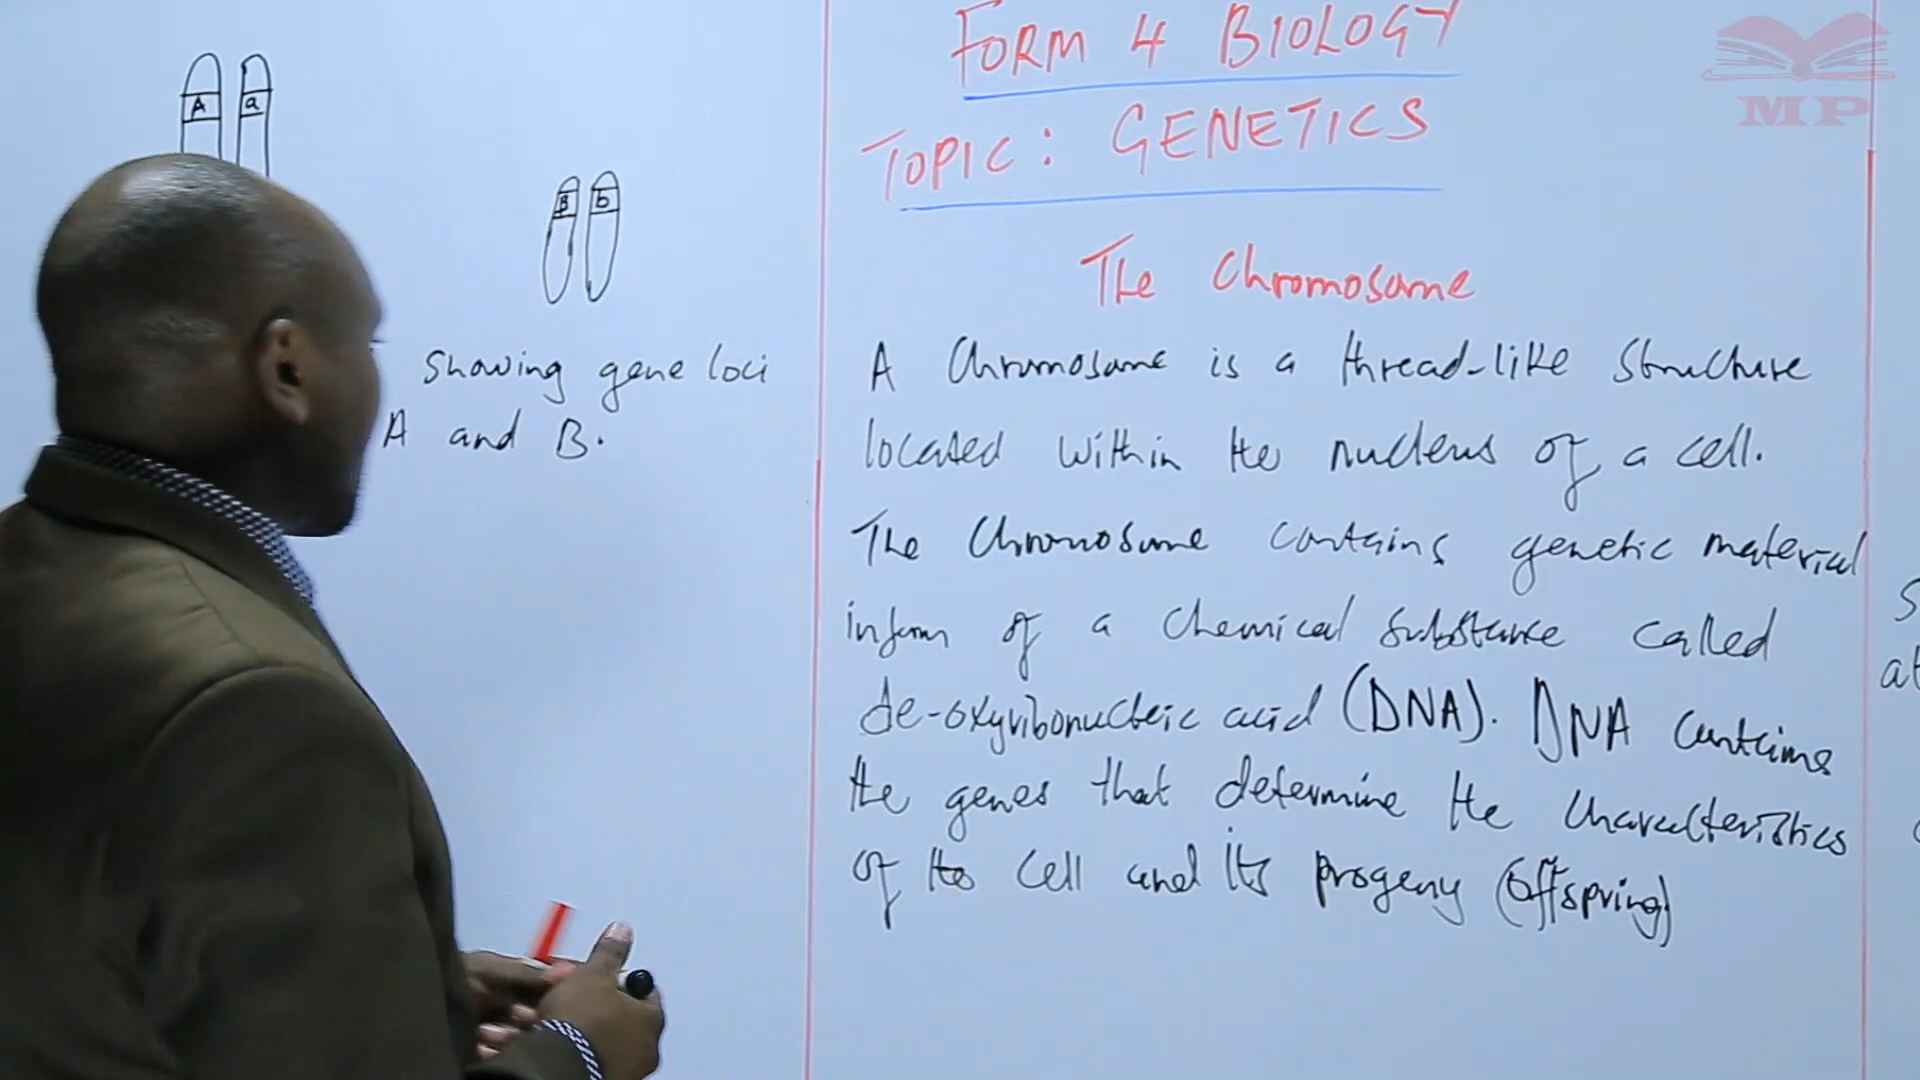 A a
B b
showing gene loci
A and B.
FORM 4 BIOLOGY
TOPIC: GENETICS
The Chromosome
A Chromosome is a thread-like structure
located within the nucleus of a cell.
The Chromosome contains genetic material
inform of a chemical substance called
de-oxyribonucleic acid (DNA). DNA contains
the genes that determine the characteristics
of the cell and its progeny (offspring)
MP